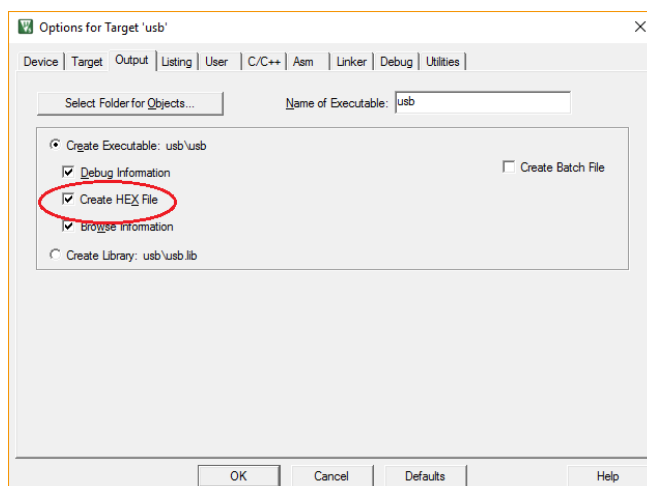 Options for Target 'usb'
Device Target Output Listing User C/C++ Asm Linker Debug Utilities
Select Folder for Objects... Name of Executable: usb
Create Executable: usb\usb
Debug Information Create Batch File
Create HEX File
Browse Information
Create Library: usb\usb.lib
OK Cancel Defaults Help